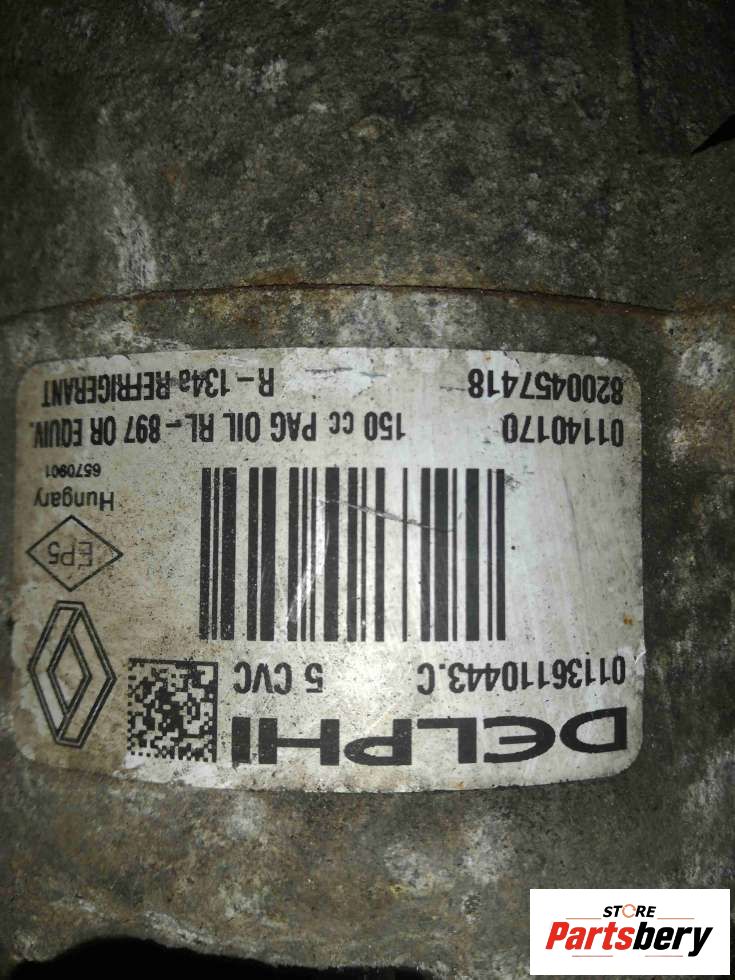 DELPHI
01136110443.C 5 CVC
EP5
Hungary
6570901
01140170 150 cc PAG OIL RL-897 OR EQUIV.
8200457418 R-134a REFRIGERANT
STORE
Partsbery